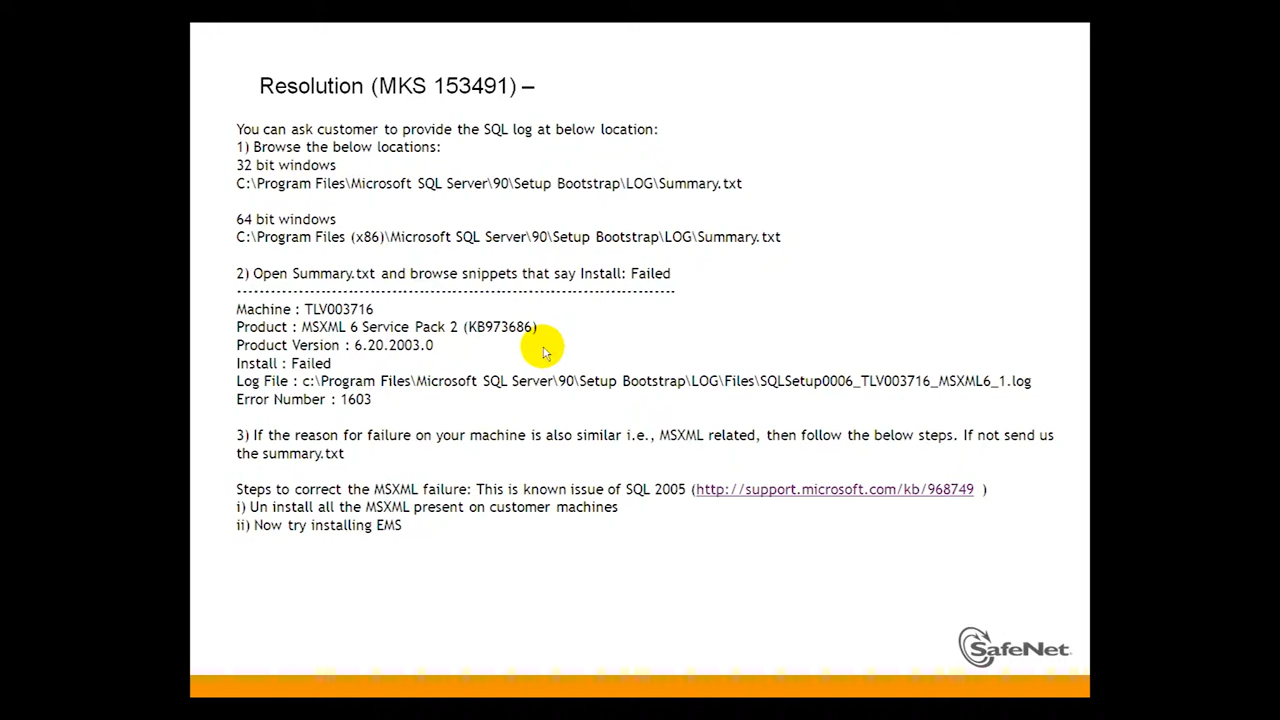 Resolution (MKS 153491) –
You can ask customer to provide the SQL log at below location:
1) Browse the below locations:
32 bit windows
C:\Program Files\Microsoft SQL Server\90\Setup Bootstrap\LOG\Summary.txt
64 bit windows
C:\Program Files (x86)\Microsoft SQL Server\90\Setup Bootstrap\LOG\Summary.txt
2) Open Summary.txt and browse snippets that say Install: Failed
--------------------------------------------------------------------------------
Machine : TLV003716
Product : MSXML 6 Service Pack 2 (KB973686)
Product Version : 6.20.2003.0
Install : Failed
Log File : c:\Program Files\Microsoft SQL Server\90\Setup Bootstrap\LOG\Files\SQLSetup0006_TLV003716_MSXML6_1.log
Error Number : 1603
3) If the reason for failure on your machine is also similar i.e., MSXML related, then follow the below steps. If not send us
the summary.txt
Steps to correct the MSXML failure: This is known issue of SQL 2005 (http://support.microsoft.com/kb/968749 )
i) Un install all the MSXML present on customer machines
ii) Now try installing EMS
SafeNet.